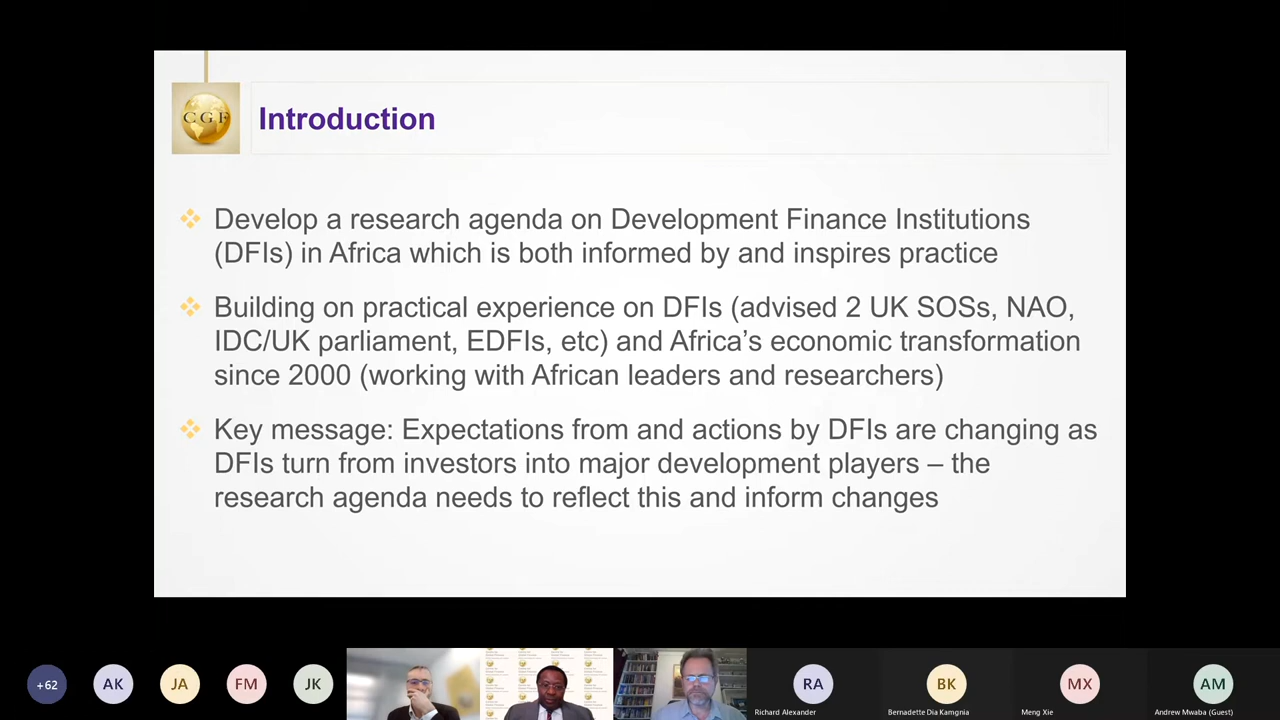 CGF
Introduction
Develop a research agenda on Development Finance Institutions
(DFIs) in Africa which is both informed by and inspires practice
Building on practical experience on DFIs (advised 2 UK SOSs, NAO,
IDC/UK parliament, EDFIs, etc) and Africa's economic transformation
since 2000 (working with African leaders and researchers)
Key message: Expectations from and actions by DFIs are changing as
DFIs turn from investors into major development players – the
research agenda needs to reflect this and inform changes
+62
AK
JA
FM
JK
RA
BK
MX
AM
Richard Alexander
Bernadette Dia Kamgnia
Meng Xie
Andrew Mwaba (Guest)